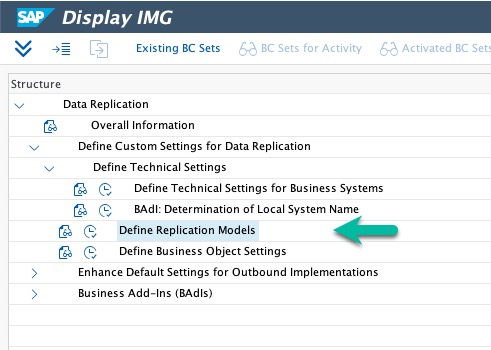 SAP Display IMG
Existing BC Sets BC Sets for Activity Activated BC Sets
Structure
Data Replication
Overall Information
Define Custom Settings for Data Replication
Define Technical Settings
Define Technical Settings for Business Systems
BAdI: Determination of Local System Name
Define Replication Models
Define Business Object Settings
Enhance Default Settings for Outbound Implementations
Business Add-Ins (BAdIs)